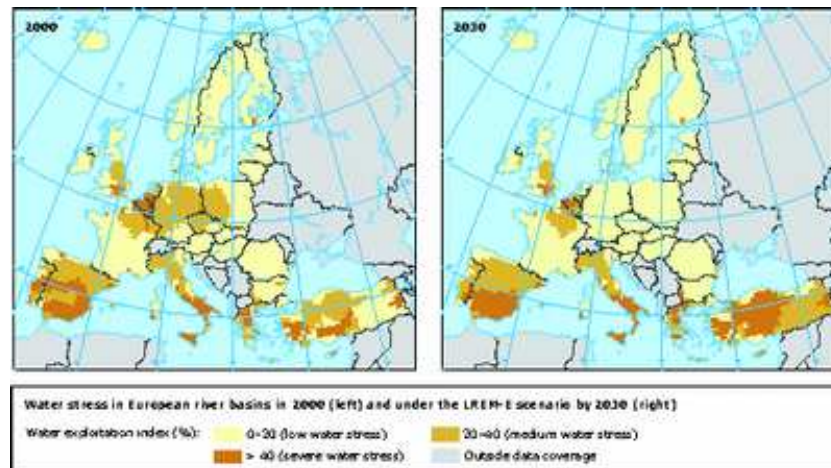 2000
2030
Water stress in European river basins in 2000 (left) and under the LREM-E scenario by 2030 (right)
Water exploitation index (%):
0-20 (low water stress)
20-40 (medium water stress)
> 40 (severe water stress)
Outside data coverage